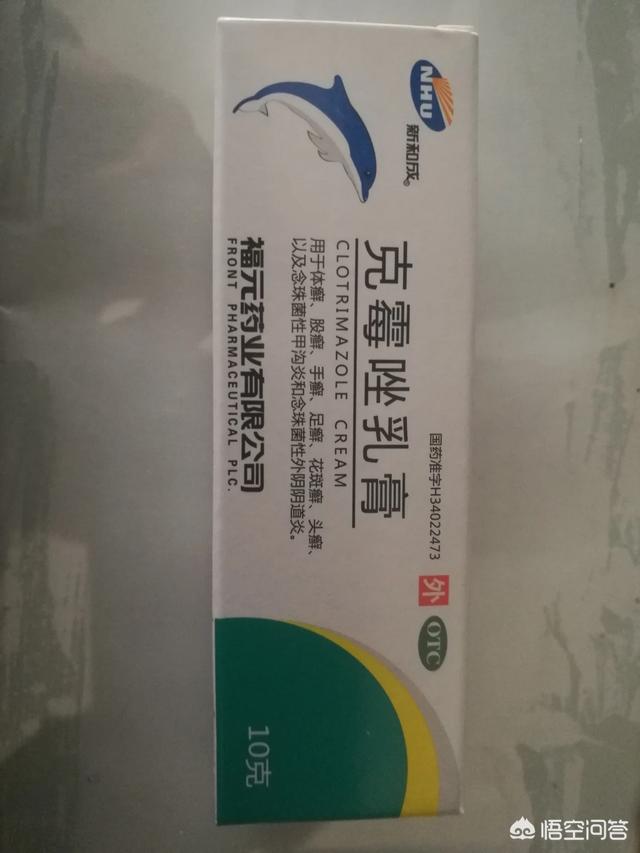 NHU
新和成®
国药准字H34022473
外
OTC
克霉唑乳膏
CLOTRIMAZOLE CREAM
用于体癣、股癣、手癣、足癣、花斑癣、头癣、
以及念珠菌性甲沟炎和念珠菌性外阴阴道炎。
福元药业有限公司
FRONT PHARMACEUTICAL PLC.
10克
悟空问答